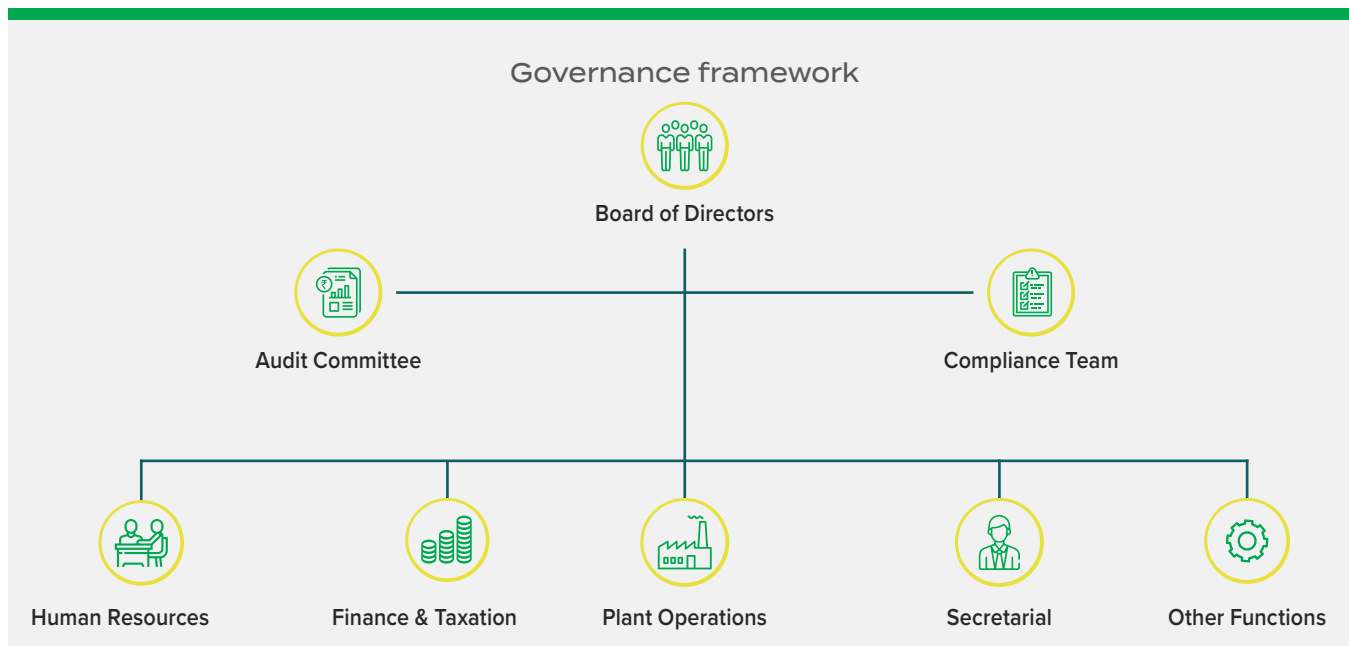 Governance framework
Board of Directors
₹
Audit Committee
Compliance Team
Human Resources
Finance & Taxation
Plant Operations
Secretarial
Other Functions